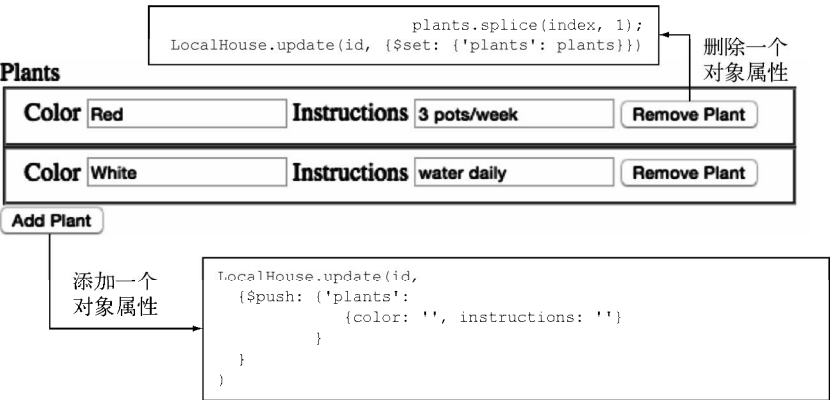 plants.splice(index, 1);
LocalHouse.update(id, {$set: {'plants': plants}})
删除一个
对象属性
Plants
Color Red Instructions 3 pots/week Remove Plant
Color White Instructions water daily Remove Plant
Add Plant
添加一个
对象属性
LocalHouse.update(id,
{$push: {'plants':
{color: '', instructions: ''}
}
}
)